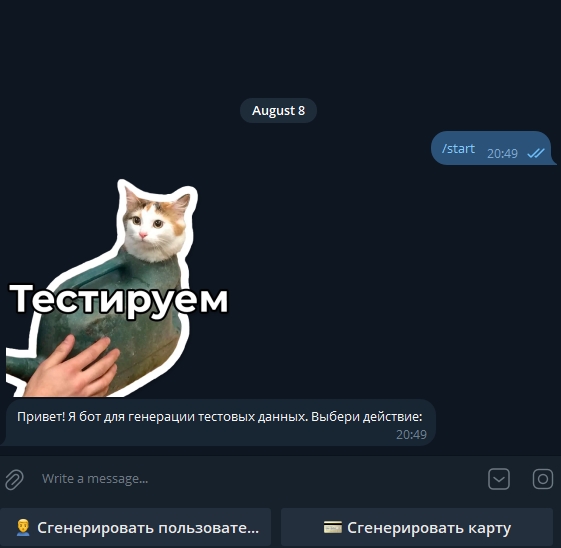 August 8
/start 20:49
Тестируем
Привет! Я бот для генерации тестовых данных. Выбери действие:
20:49
Write a message...
Сгенерировать пользовате... Сгенерировать карту